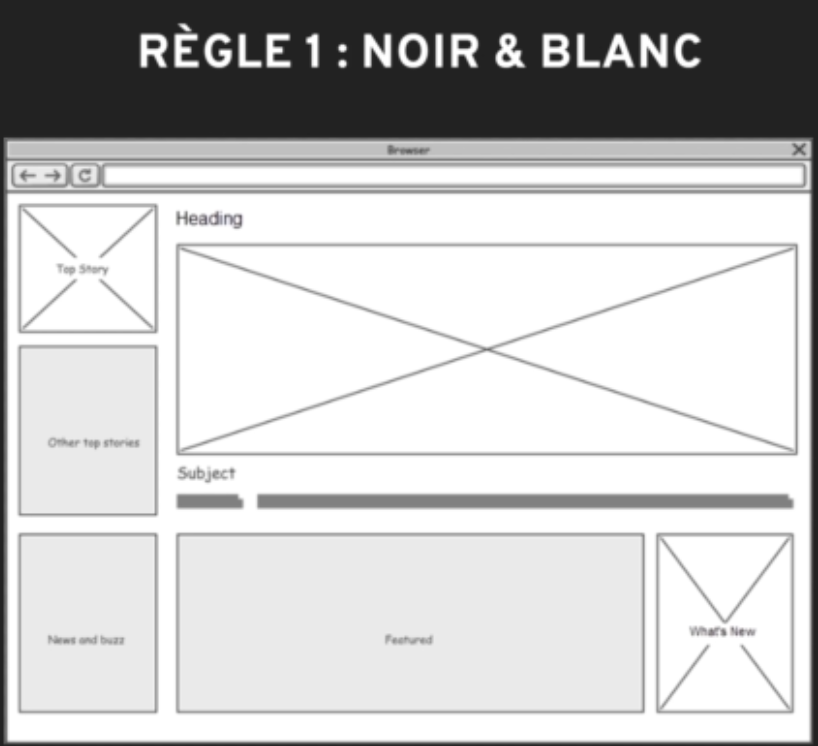 RÈGLE 1 : NOIR & BLANC
Browser
Top Story
Heading
Other top stories
Subject
News and buzz
Featured
What's New